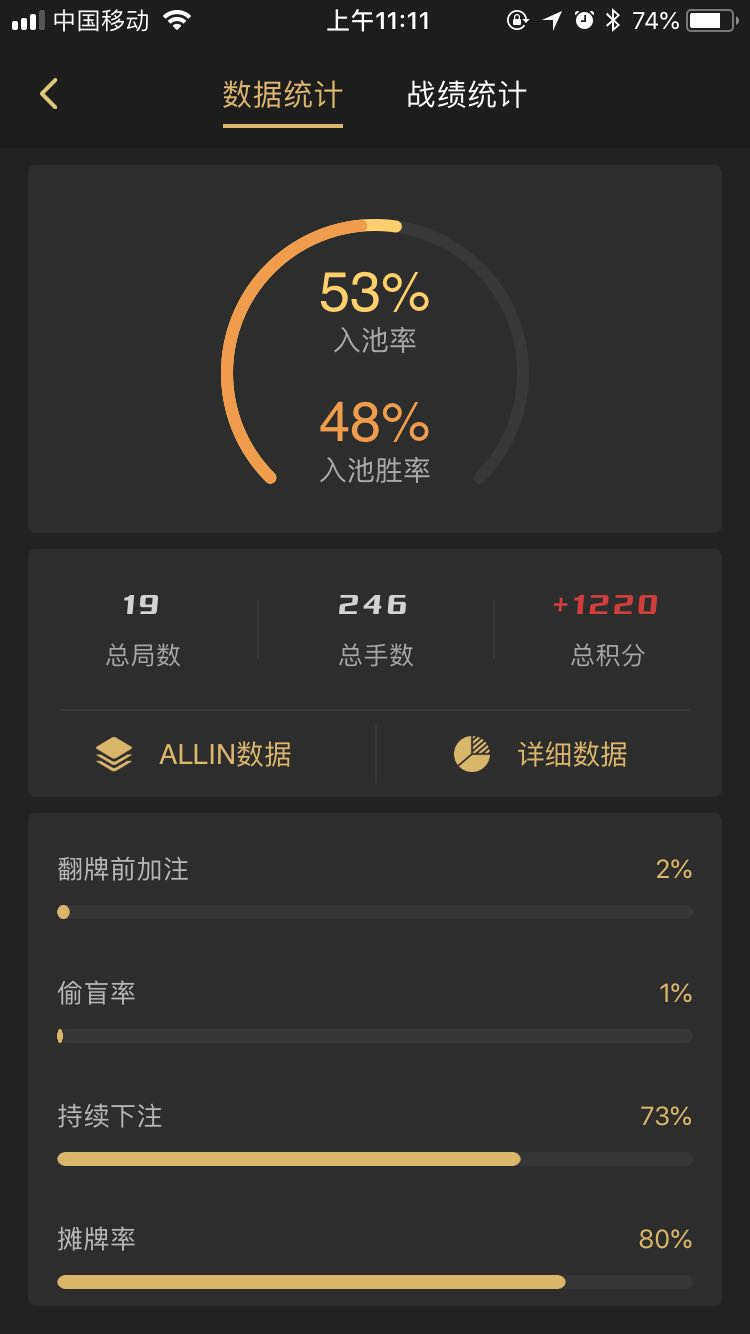 中国移动 上午11:11 74%
数据统计 战绩统计
53%
入池率
48%
入池胜率
19 246 +1220
总局数 总手数 总积分
ALLIN数据 详细数据
翻牌前加注 2%
偷盲率 1%
持续下注 73%
摊牌率 80%